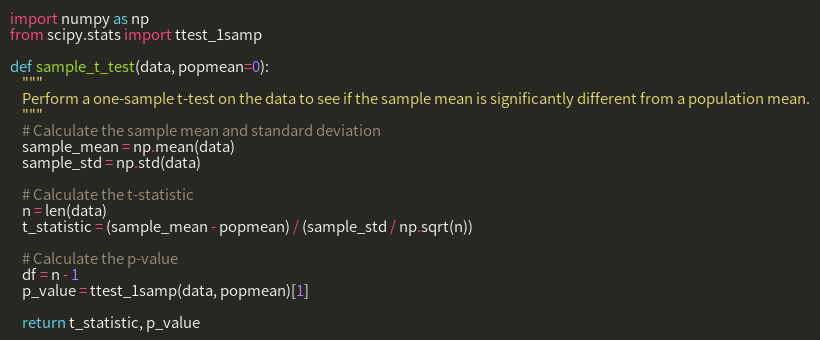 import numpy as np
from scipy.stats import ttest_1samp

def sample_t_test(data, popmean=0):
    """
    Perform a one-sample t-test on the data to see if the sample mean is significantly different from a population mean.
    """
    # Calculate the sample mean and standard deviation
    sample_mean = np.mean(data)
    sample_std = np.std(data)

    # Calculate the t-statistic
    n = len(data)
    t_statistic = (sample_mean - popmean) / (sample_std / np.sqrt(n))

    # Calculate the p-value
    df = n - 1
    p_value = ttest_1samp(data, popmean)[1]

    return t_statistic, p_value